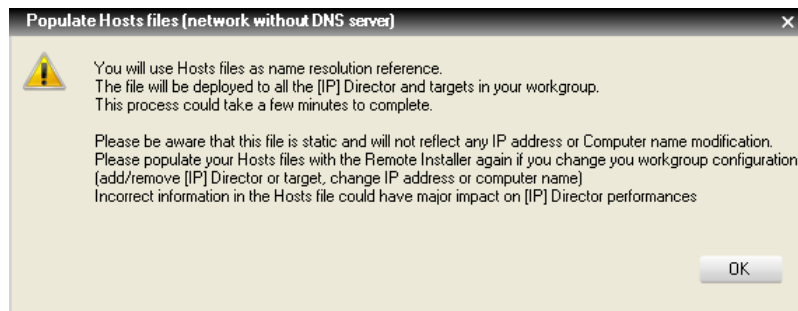 Populate Hosts files (network without DNS server)
You will use Hosts files as name resolution reference.
The file will be deployed to all the [IP] Director and targets in your workgroup.
This process could take a few minutes to complete.
Please be aware that this file is static and will not reflect any IP address or Computer name modification.
Please populate your Hosts files with the Remote Installer again if you change you workgroup configuration
(add/remove [IP] Director or target, change IP address or computer name)
Incorrect information in the Hosts file could have major impact on [IP] Director performances
OK